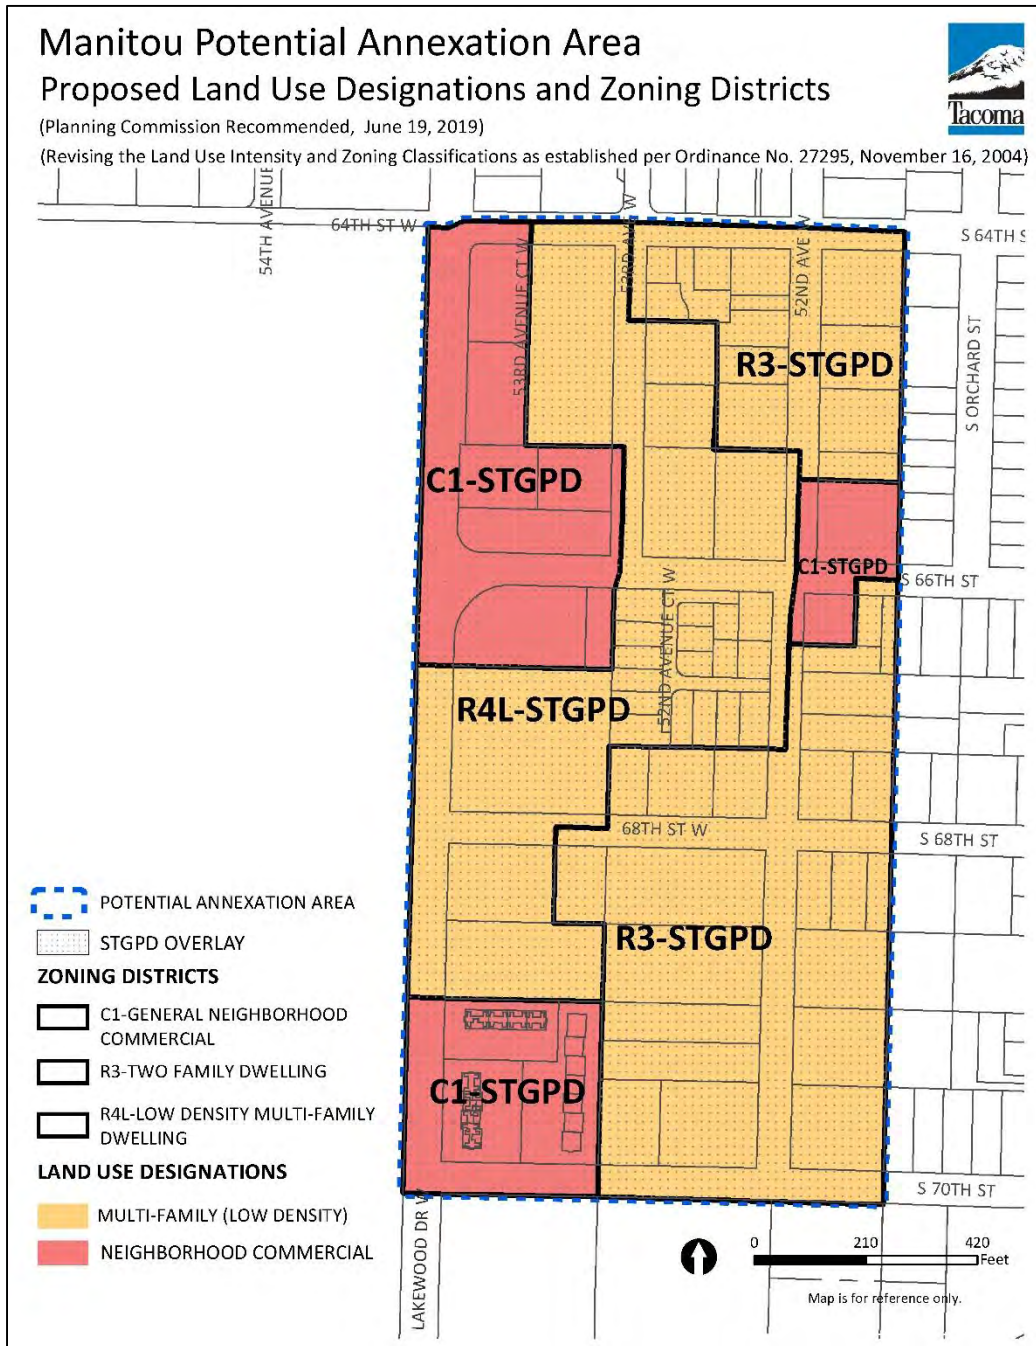 Manitou Potential Annexation Area
Proposed Land Use Designations and Zoning Districts
(Planning Commission Recommended, June 19, 2019)
(Revising the Land Use Intensity and Zoning Classifications as established per Ordinance No. 27295, November 16, 2004)
Tacoma
54TH AVENUE
64TH ST W
53RD AVENUE CT W
53RD AVE W
52ND AVE W
S 64TH S
S ORCHARD ST
R3-STGPD
C1-STGPD
C1-STGPD
S 66TH ST
52ND AVENUE CT W
R4L-STGPD
68TH ST W
S 68TH ST
R3-STGPD
C1-STGPD
S 70TH ST
LAKEWOOD DR W
POTENTIAL ANNEXATION AREA
STGPD OVERLAY
ZONING DISTRICTS
C1-GENERAL NEIGHBORHOOD
COMMERCIAL
R3-TWO FAMILY DWELLING
R4L-LOW DENSITY MULTI-FAMILY
DWELLING
LAND USE DESIGNATIONS
MULTI-FAMILY (LOW DENSITY)
NEIGHBORHOOD COMMERCIAL
0 210 420
Feet
Map is for reference only.